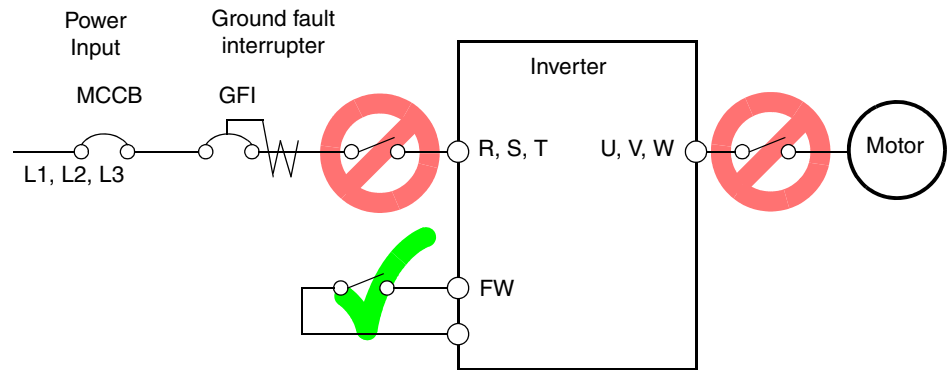 Power
Input
Ground fault
interrupter
Inverter
MCCB
GFI
L1, L2, L3
R, S, T
U, V, W
Motor
FW